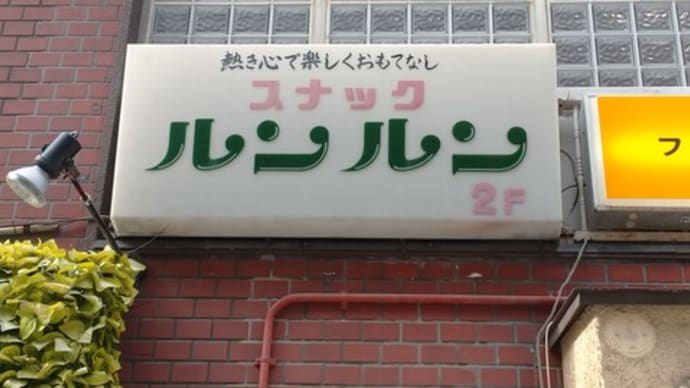 熱き心で楽しくおもてなし
スナック
ルンルン
2F
フ